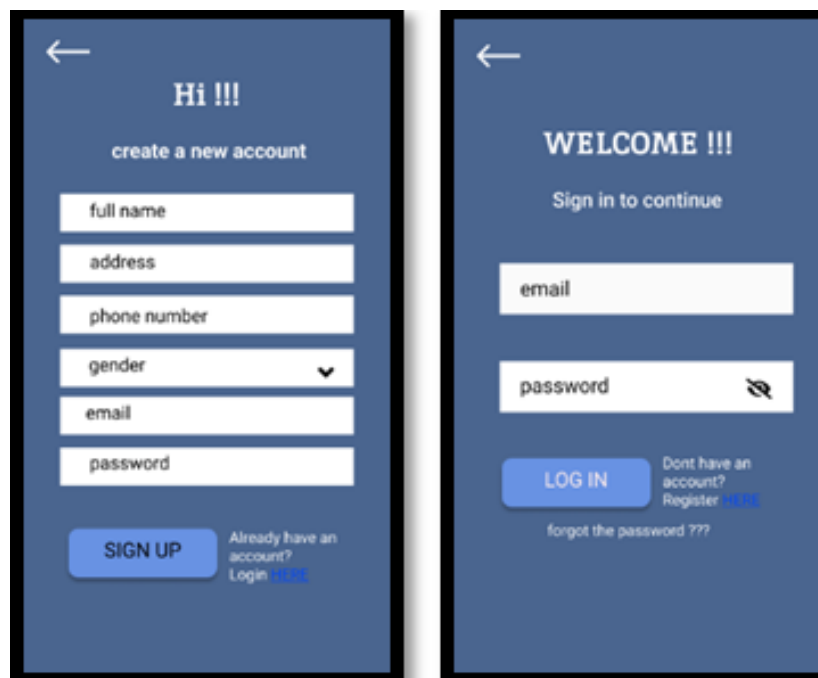 Hi !!!
create a new account
full name
address
phone number
gender
email
password
SIGN UP
Already have an
account?
Login HERE
WELCOME !!!
Sign in to continue
email
password
LOG IN
Dont have an
account?
Register HERE
forgot the password ???